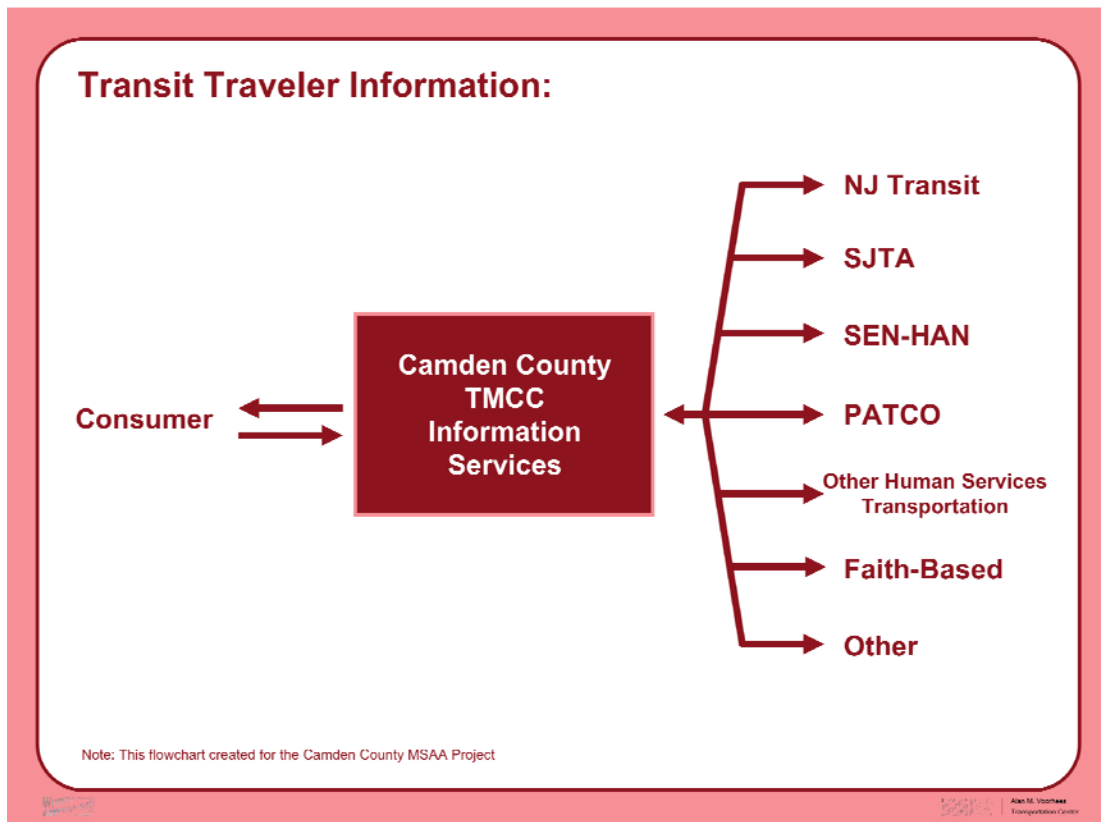 Transit Traveler Information:
NJ Transit
SJTA
SEN-HAN
Camden County
TMCC
Information
Services
Consumer
PATCO
Other Human Services
Transportation
Faith-Based
Other
Note: This flowchart created for the Camden County MSAA Project
Alan M. Voorhees
Transportation Center